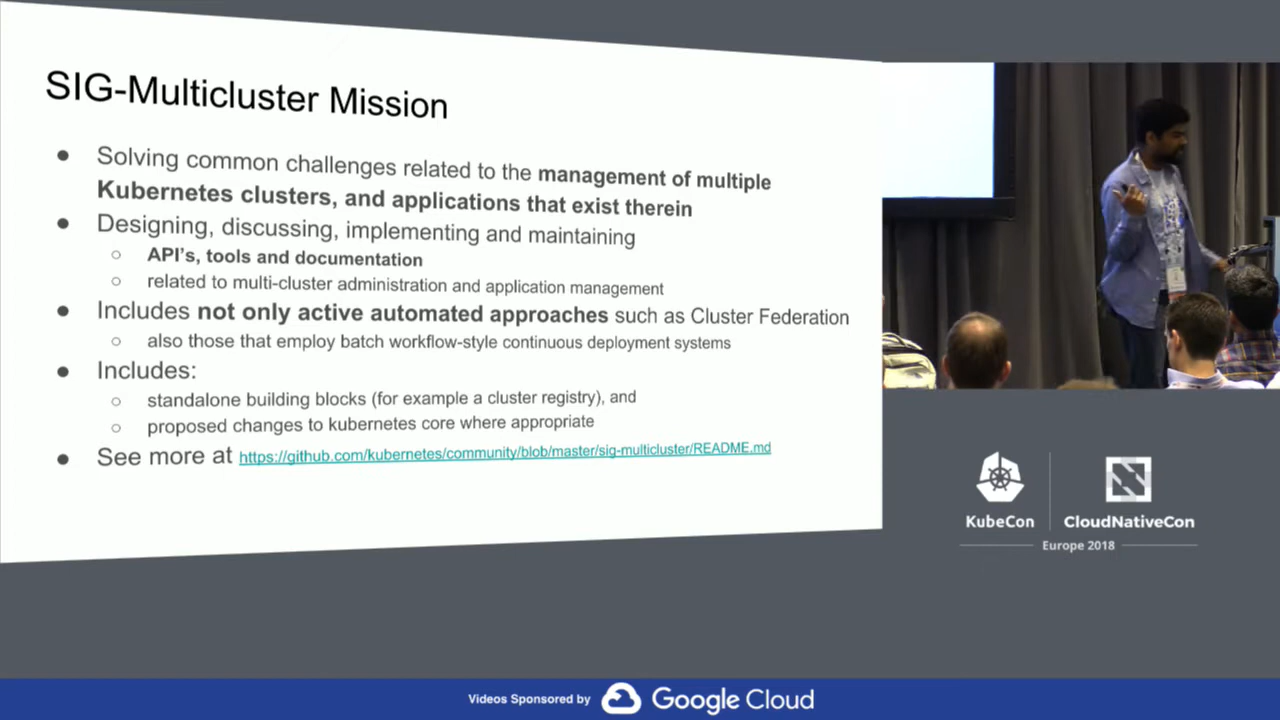 SIG-Multicluster Mission
Solving common challenges related to the management of multiple
Kubernetes clusters, and applications that exist therein
Designing, discussing, implementing and maintaining
API's, tools and documentation
related to multi-cluster administration and application management
Includes not only active automated approaches such as Cluster Federation
also those that employ batch workflow-style continuous deployment systems
Includes:
standalone building blocks (for example a cluster registry), and
proposed changes to kubernetes core where appropriate
See more at https://github.com/kubernetes/community/blob/master/sig-multicluster/README.md
KubeCon
CloudNativeCon
Europe 2018
Videos Sponsored by Google Cloud